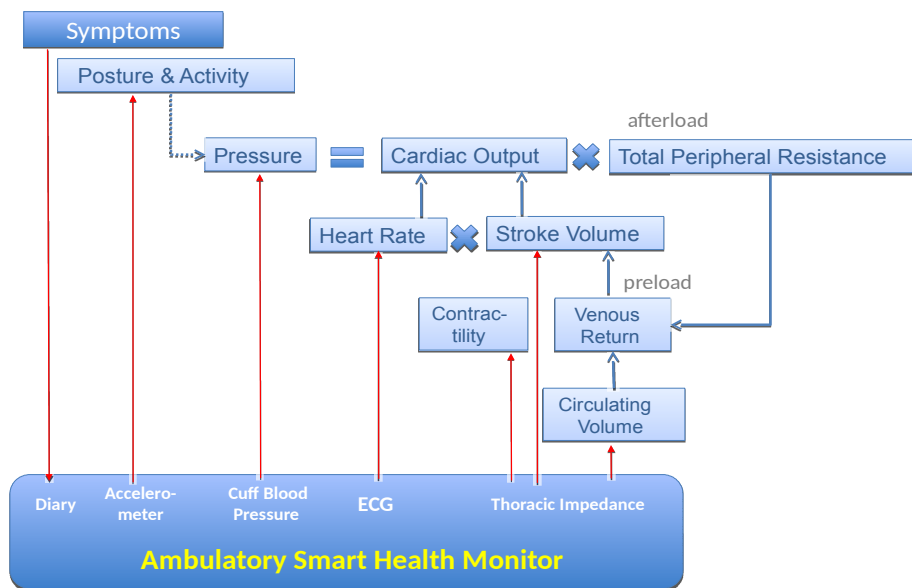 Symptoms
Posture & Activity
afterload
Pressure = Cardiac Output × Total Peripheral Resistance
Heart Rate × Stroke Volume
preload
Contrac-
tility
Venous
Return
Circulating
Volume
Diary
Accelero-
meter
Cuff Blood
Pressure
ECG
Thoracic Impedance
Ambulatory Smart Health Monitor